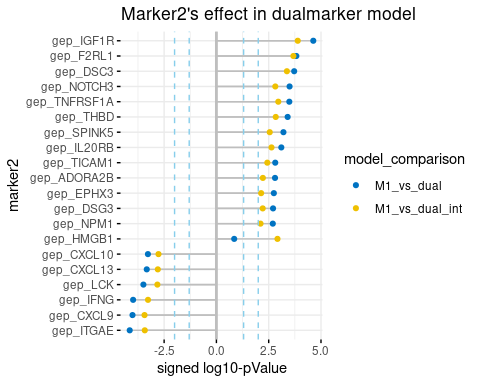 Marker2's effect in dualmarker model
marker2
gep_IGF1R
gep_F2RL1
gep_DSC3
gep_NOTCH3
gep_TNFRSF1A
gep_THBD
gep_SPINK5
gep_IL20RB
gep_TICAM1
gep_ADORA2B
gep_EPHX3
gep_DSG3
gep_NPM1
gep_HMGB1
gep_CXCL10
gep_CXCL13
gep_LCK
gep_IFNG
gep_CXCL9
gep_ITGAE
-2.5 0.0 2.5 5.0
signed log10-pValue
model_comparison
M1_vs_dual
M1_vs_dual_int